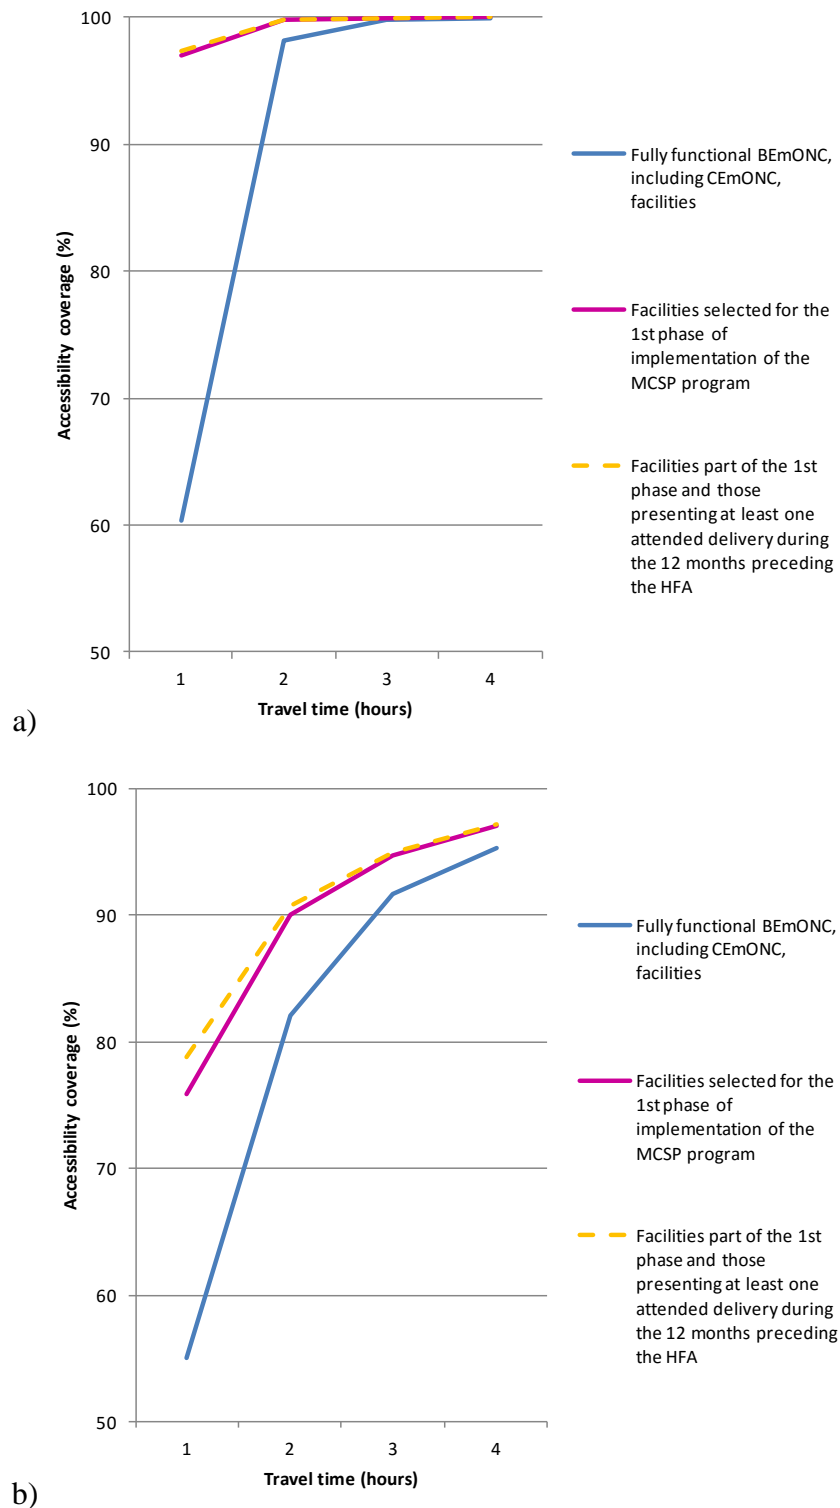 100
90
80
70
60
50
Accessibility coverage (%)
1 2 3 4
Travel time (hours)
Fully functional BEmONC,
including CEmONC,
facilities
Facilities selected for the
1st phase of
implementation of the
MCSP program
Facilities part of the 1st
phase and those
presenting at least one
attended delivery during
the 12 months preceding
the HFA
a)
100
90
80
70
60
50
Accessibility coverage (%)
1 2 3 4
Travel time (hours)
Fully functional BEmONC,
including CEmONC,
facilities
Facilities selected for the
1st phase of
implementation of the
MCSP program
Facilities part of the 1st
phase and those
presenting at least one
attended delivery during
the 12 months preceding
the HFA
b)